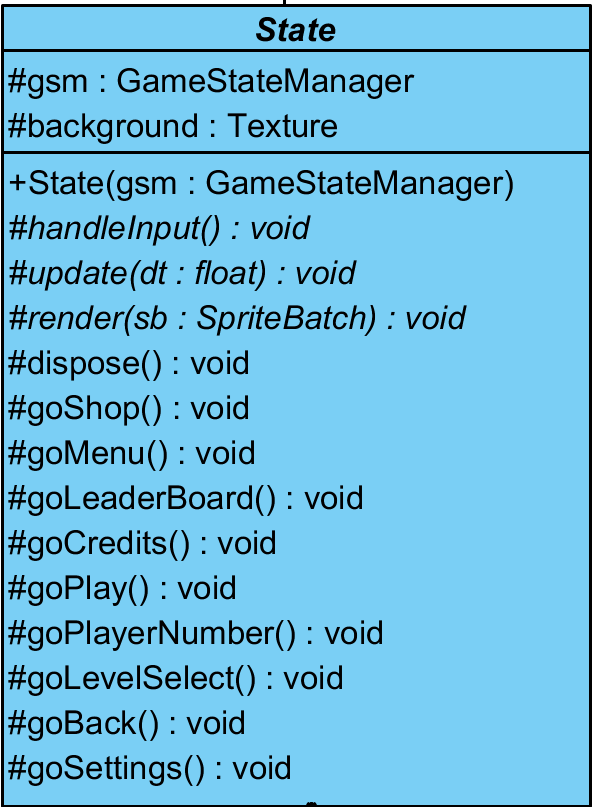 State
#gsm : GameStateManager
#background : Texture
+State(gsm : GameStateManager)
#handleInput() : void
#update(dt : float) : void
#render(sb : SpriteBatch) : void
#dispose() : void
#goShop() : void
#goMenu() : void
#goLeaderBoard() : void
#goCredits() : void
#goPlay() : void
#goPlayerNumber() : void
#goLevelSelect() : void
#goBack() : void
#goSettings() : void